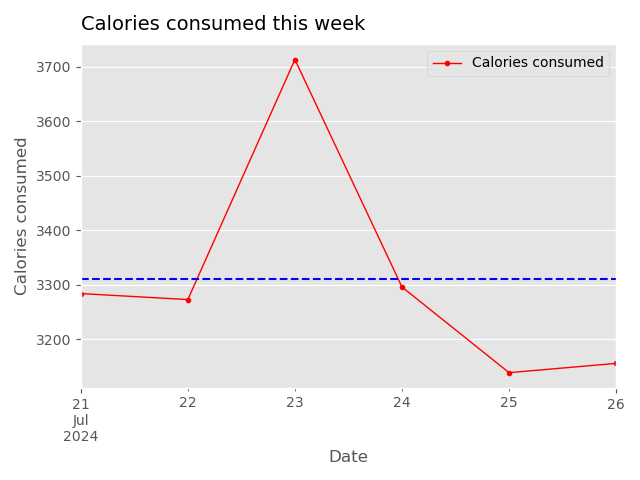 Calories consumed this week
Calories consumed
3700
3600
3500
3400
3300
3200
Calories consumed
21
Jul
2024
22
23
24
25
26
Date